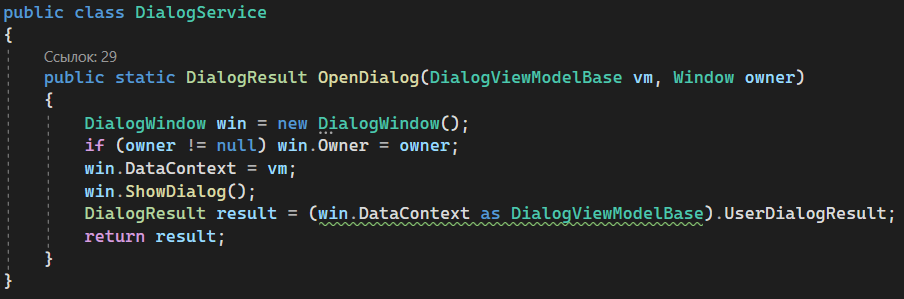 public class DialogService
{
Ссылок: 29
public static DialogResult OpenDialog(DialogViewModelBase vm, Window owner)
{
DialogWindow win = new DialogWindow();
if (owner != null) win.Owner = owner;
win.DataContext = vm;
win.ShowDialog();
DialogResult result = (win.DataContext as DialogViewModelBase).UserDialogResult;
return result;
}
}